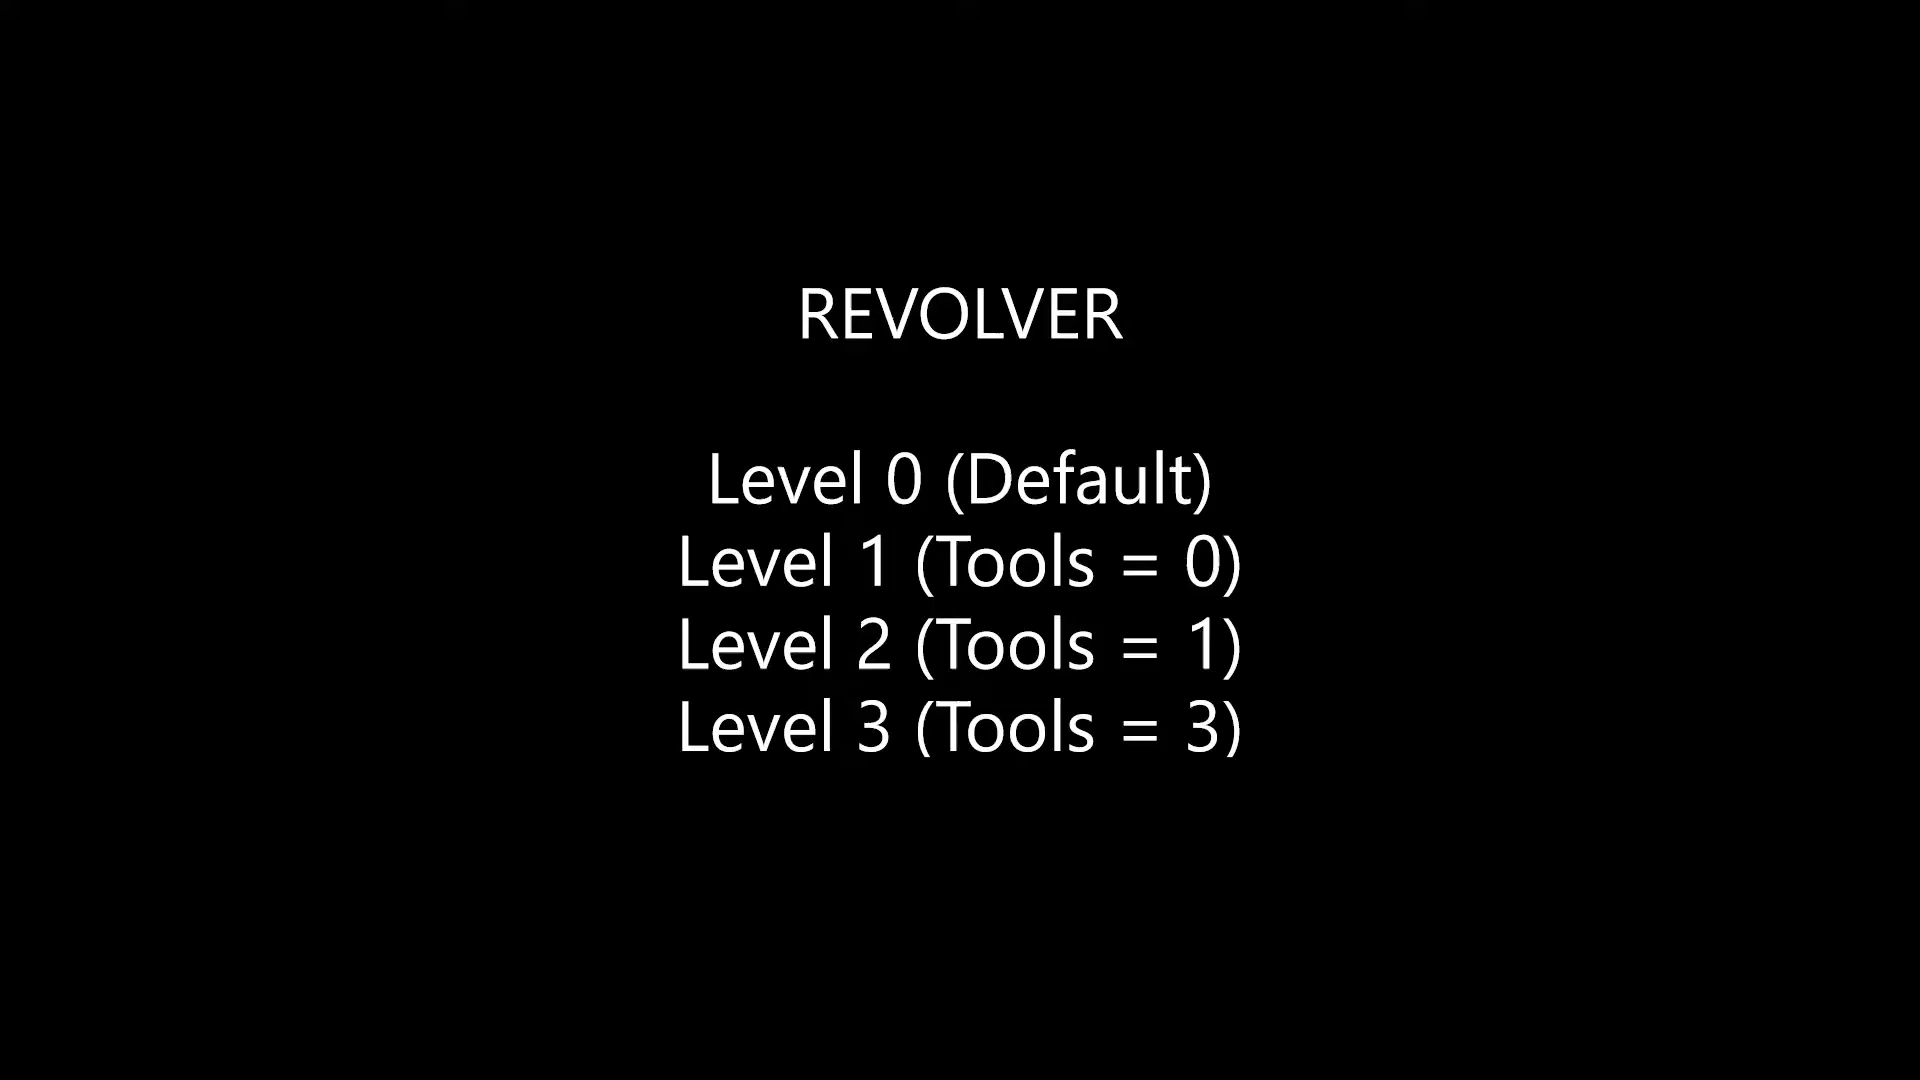 REVOLVER
Level 0 (Default)
Level 1 (Tools = 0)
Level 2 (Tools = 1)
Level 3 (Tools = 3)